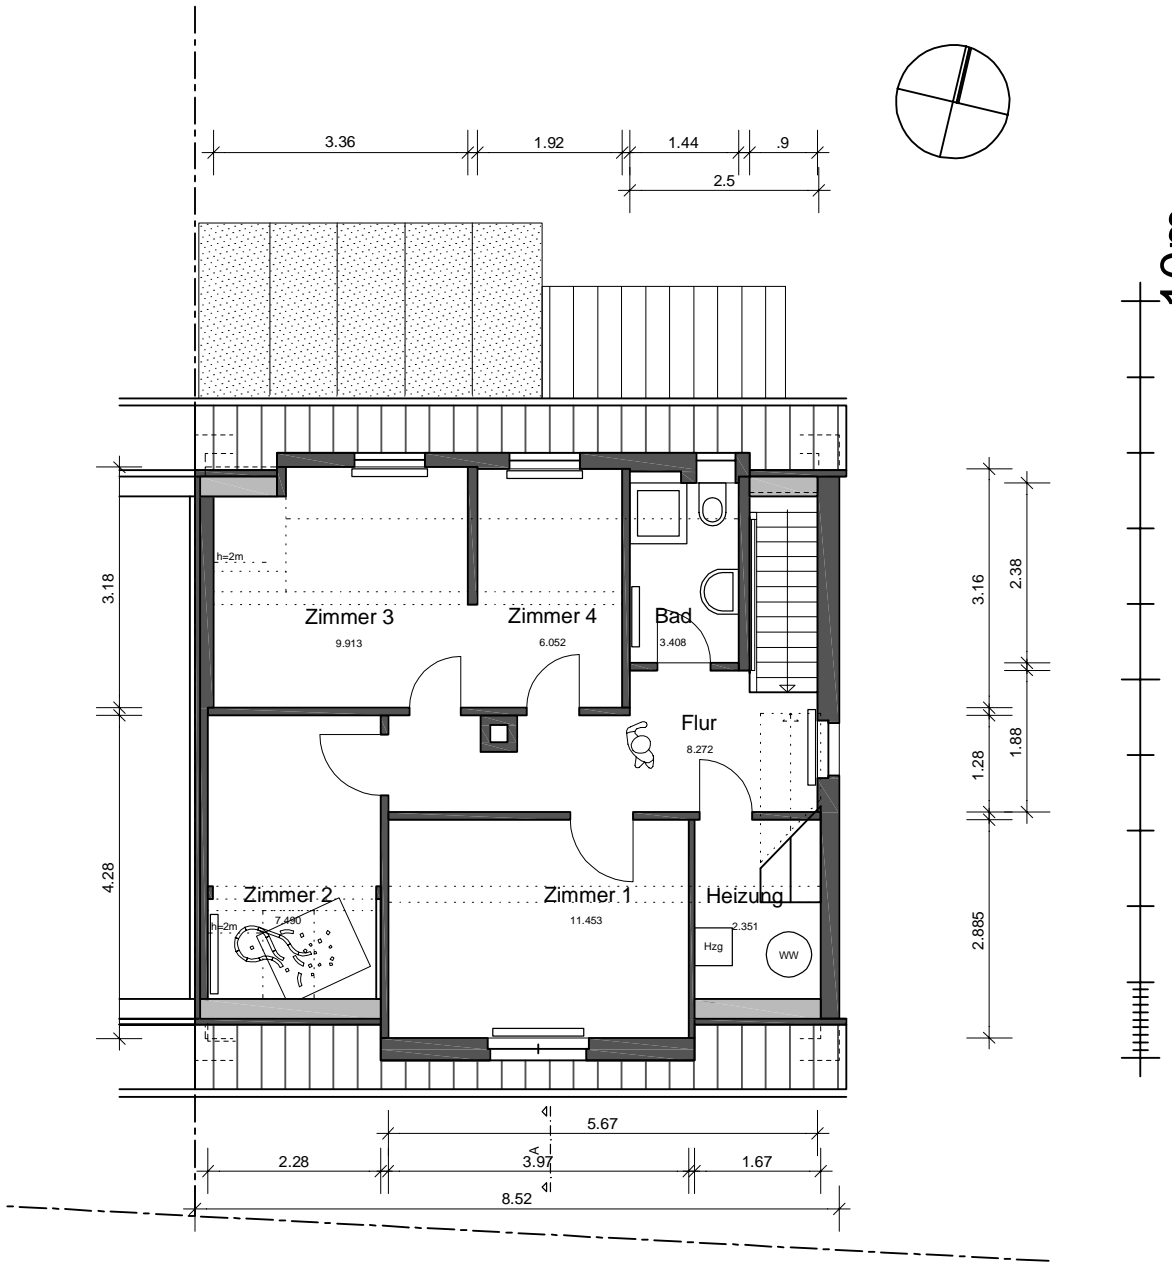 3.36
1.92
1.44
.9
2.5
10m
h=2m
3.18
Zimmer 3
9.913
Zimmer 4
6.052
Bad
3.408
3.16
2.38
Flur
8.272
1.28
1.88
4.28
Zimmer 2
7.490
h=2m
Zimmer 1
11.453
Heizung
2.351
Hzg
WW
2.885
5.67
A
2.28
3.97
1.67
8.52